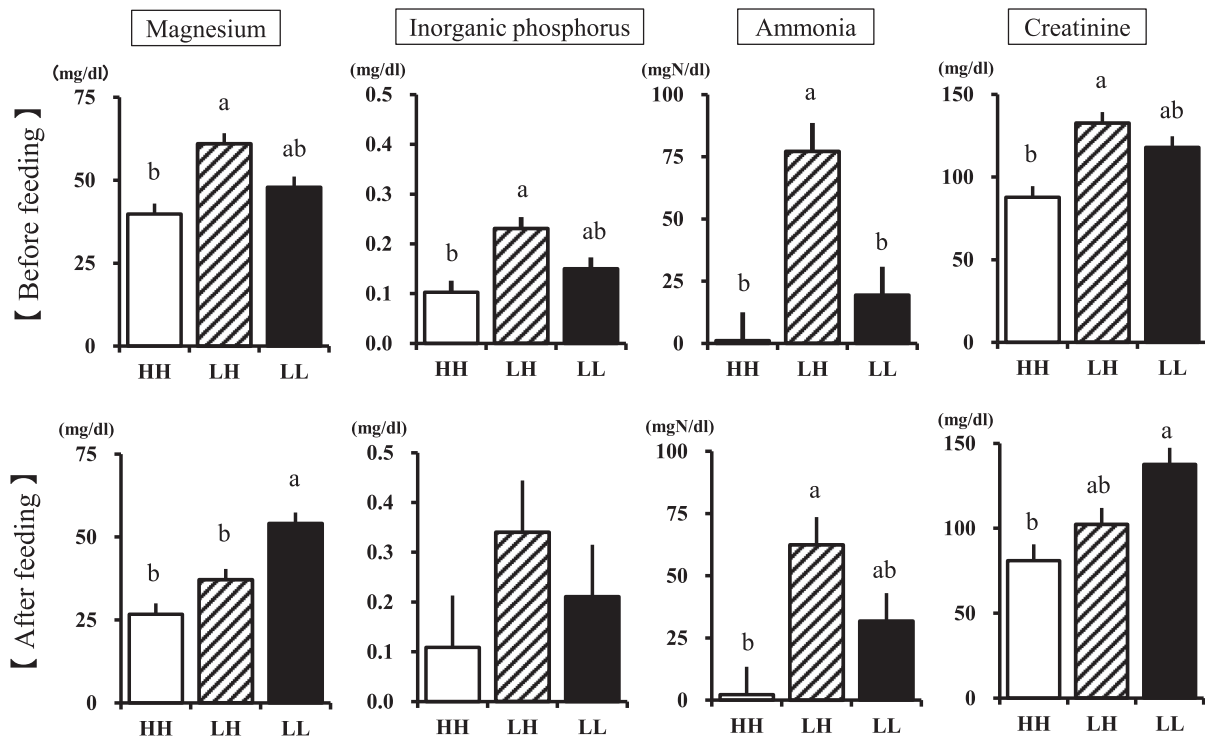 Magnesium
Inorganic phosphorus
Ammonia
Creatinine
【 Before feeding 】
(mg/dl)
75
50
25
0
b
a
ab
HH LH LL
(mg/dl)
0.5
0.4
0.3
0.2
0.1
0.0
b
a
ab
HH LH LL
(mgN/dl)
100
75
50
25
0
b
a
b
HH LH LL
(mg/dl)
150
100
50
0
b
a
ab
HH LH LL
【 After feeding 】
(mg/dl)
75
50
25
0
b
b
a
HH LH LL
(mg/dl)
0.5
0.4
0.3
0.2
0.1
0.0
HH LH LL
(mgN/dl)
100
75
50
25
0
b
a
ab
HH LH LL
(mg/dl)
150
100
50
0
b
ab
a
HH LH LL